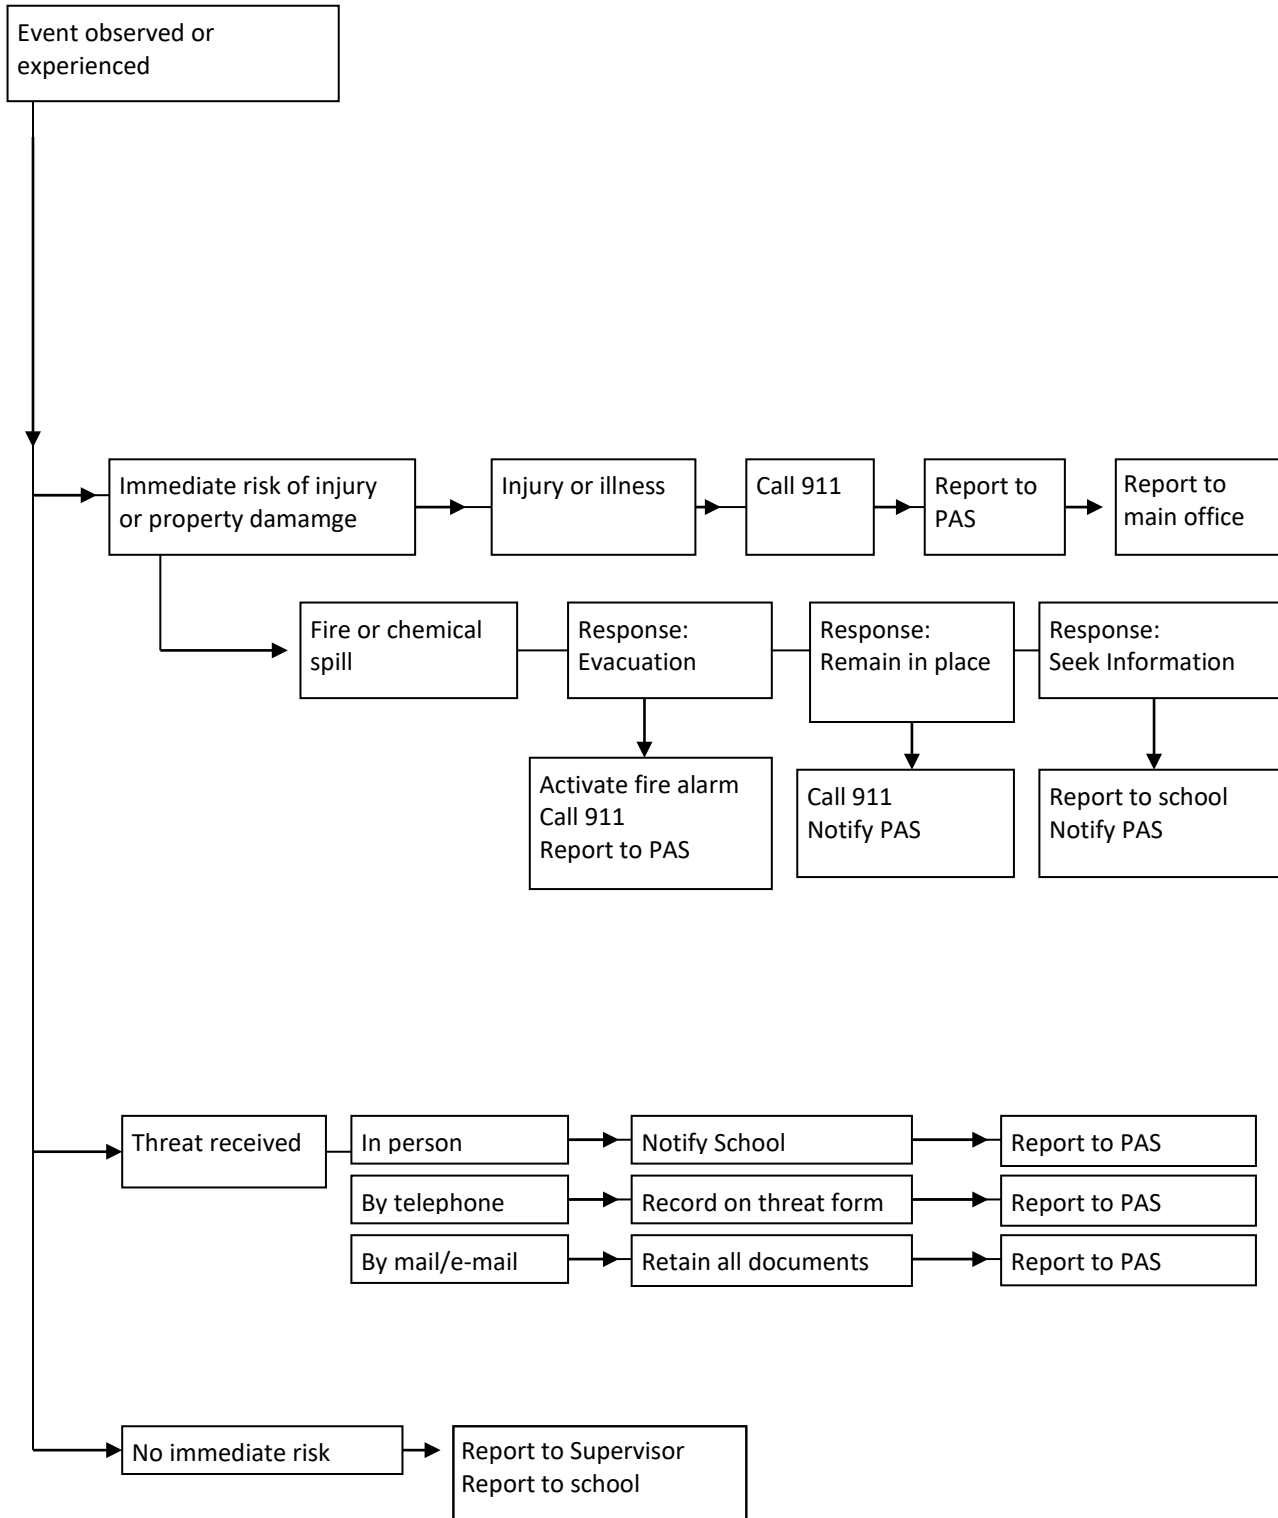 Event observed or
experienced
Immediate risk of injury
or property damamge
Injury or illness
Call 911
Report to
PAS
Report to
main office
Fire or chemical
spill
Response:
Evacuation
Response:
Remain in place
Response:
Seek Information
Activate fire alarm
Call 911
Report to PAS
Call 911
Notify PAS
Report to school
Notify PAS
Threat received
In person
Notify School
Report to PAS
By telephone
Record on threat form
Report to PAS
By mail/e-mail
Retain all documents
Report to PAS
No immediate risk
Report to Supervisor
Report to school